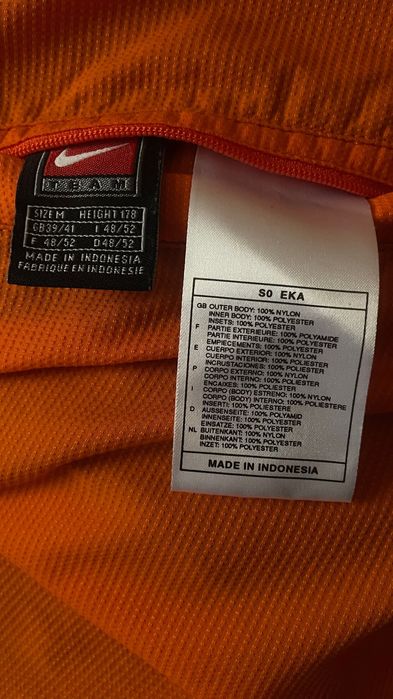 TEAM
SIZE M HEIGHT 178
GB 39/41 I 48/52
F 48/52 D 48/52
MADE IN INDONESIA
FABRIQUE EN INDONESIE
S0 EKA
GB OUTER BODY: 100% NYLON
INNER BODY: 100% POLYESTER
INSETS: 100% POLYESTER
F PARTIE EXTERIEURE: 100% POLYAMIDE
PARTIE INTERIEURE: 100% POLYESTER
EMPIECEMENTS: 100% POLYESTER
E CUERPO EXTERIOR: 100% NYLON
CUERPO INTERIOR: 100% POLYESTER
INCRUSTACIONES: 100% POLYESTER
P CORPO EXTERNO: 100% NYLON
CORPO INTERNO: 100% POLYESTER
ENCAIXES: 100% POLYESTER
I CORPO (BODY) ESTRENO: 100% NYLON
CORPO (BODY) INTERNO: 100% POLIESTERE
INSERTI: 100% POLIESTERE
D AUSSENSEITE: 100% POLYAMID
INNENSEITE: 100% POLYESTER
EINSATZE: 100% POLYESTER
NL BUITENKANT: 100% NYLON
BINNENKANT: 100% POLYESTER
INZET: 100% POLYESTER
MADE IN INDONESIA